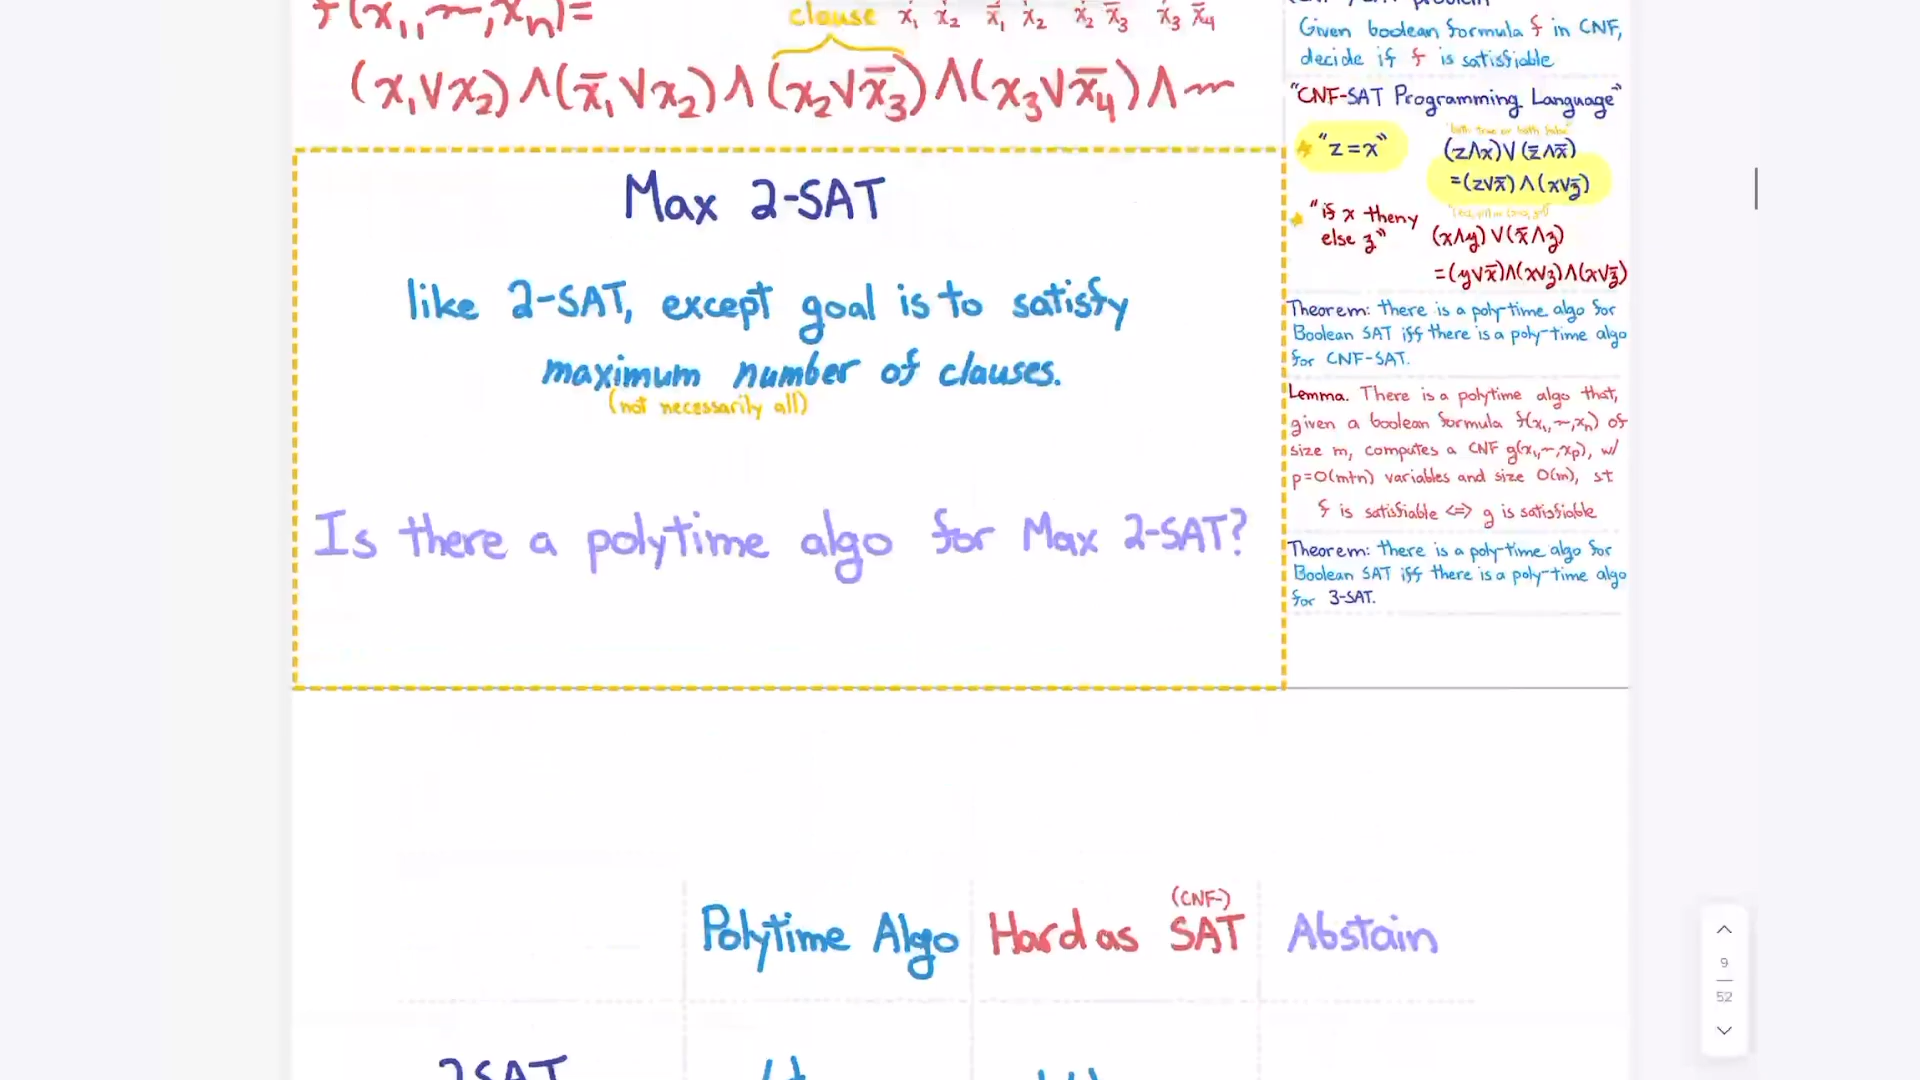 f(x₁,~,xₙ)=
clause x₁ x₂ x̄₁ x₂ x₂ x̄₃ x₃ x̄₄
(x₁∨x₂)∧(x̄₁∨x₂)∧(x₂∨x̄₃)∧(x₃∨x̄₄)∧~
Max 2-SAT
like 2-SAT, except goal is to satisfy
maximum number of clauses.
(not necessarily all)
Is there a polytime algo for Max 2-SAT?
Given boolean formula f in CNF,
decide if f is satisfiable
"CNF-SAT Programming Language"
"both true or both false"
"z=x" (z∧x)∨(z̄∧x̄)
=(z∨x̄)∧(x∨z̄)
"if x then y
else z" (x∧y)∨(x̄∧z)
=(y∨x̄)∧(x∨z)∧(x∨z̄)
Theorem: there is a poly-time algo for
Boolean SAT iff there is a poly-time algo
for CNF-SAT.
Lemma. There is a polytime algo that,
given a boolean formula f(x₁,~,xₙ) of
size m, computes a CNF g(x₁,~,xₚ), w/
p=O(m+n) variables and size O(m), st
f is satisfiable <=> g is satisfiable
Theorem: there is a poly-time algo for
Boolean SAT iff there is a poly-time algo
for 3-SAT.
(CNF-)
Polytime Algo Hard as SAT Abstain
2SAT
9
52